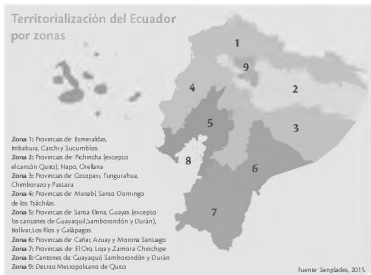 Territorialización del Ecuador
por zonas
1
9
2
4
3
5
8
6
7
Zona 1: Provincias de Esmeraldas,
Imbabura, Carchi y Sucumbíos.
Zona 2: Provincias de Pichincha (excepto
el cantón Quito), Napo, Orellana
Zona 3: Provincias de Cotopaxi, Tungurahua,
Chimborazo y Pastaza
Zona 4: Provincias de Manabí, Santo Domingo
de los Tsáchilas.
Zona 5: Provincias de Santa Elena, Guayas (excepto
los cantones de Guayaquil, Samborondón y Durán),
Bolívar, Los Ríos y Galápagos.
Zona 6: Provincias de Cañar, Azuay y Morona Santiago
Zona 7: Provincias de El Oro, Loja y Zamora Chinchipe
Zona 8: Cantones de Guayaquil, Samborondón y Durán
Zona 9: Distrito Metropolitano de Quito
Fuente: Senplades, 2015